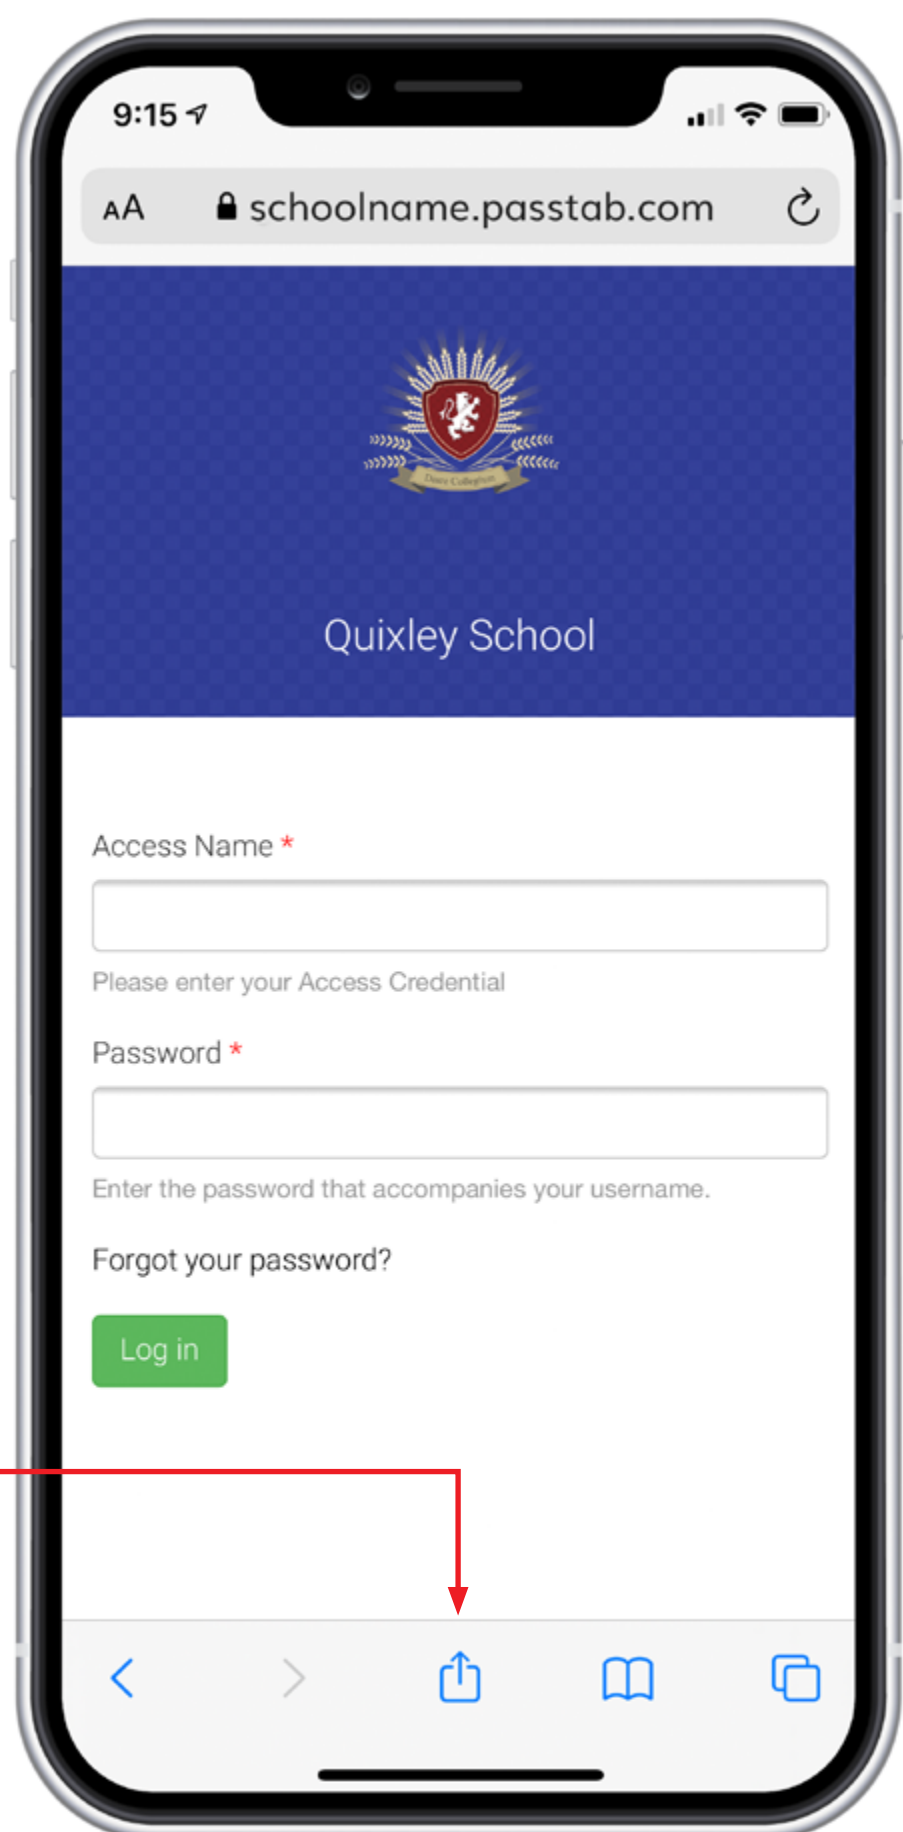 9:15
AA schoolname.passtab.com
Quixley School
Access Name *
Please enter your Access Credential
Password *
Enter the password that accompanies your username.
Forgot your password?
Log in